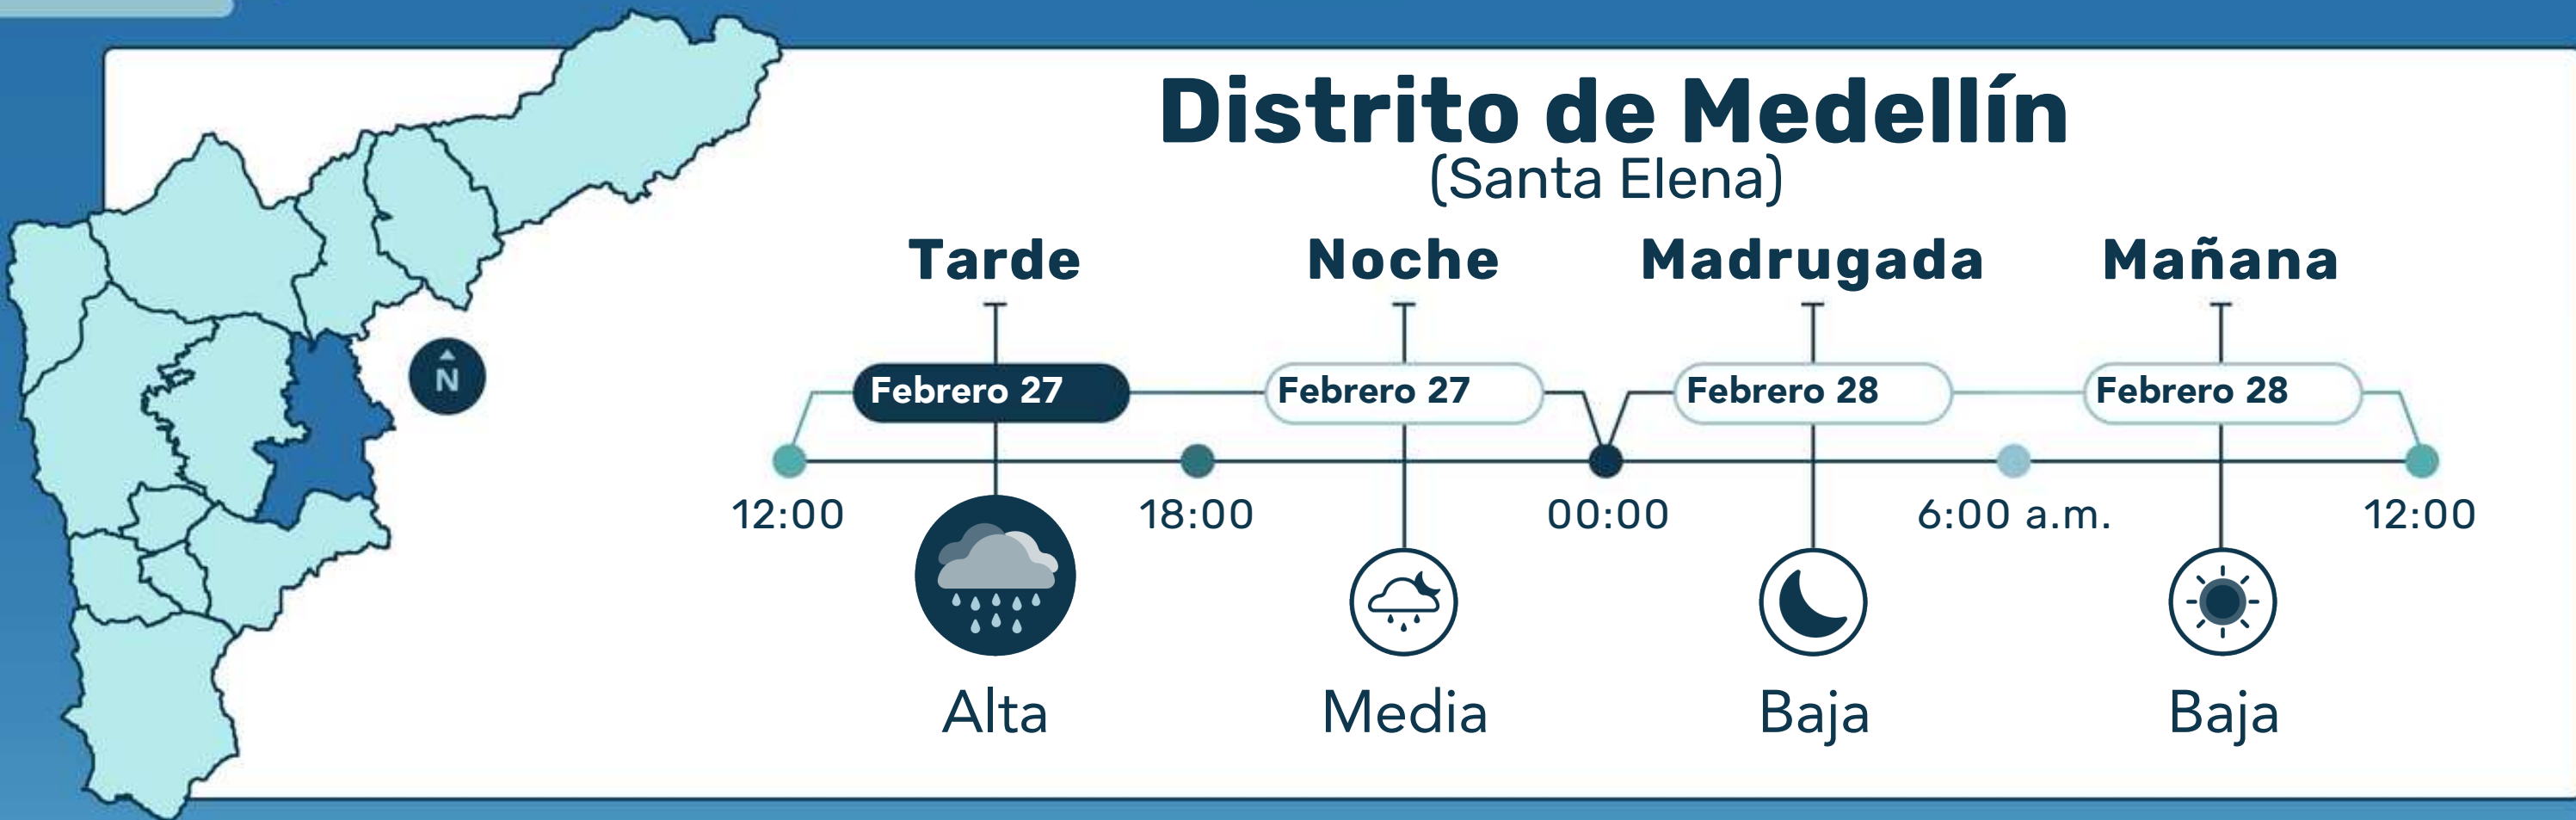 Distrito de Medellín
(Santa Elena)
Tarde Noche Madrugada Mañana
N
Febrero 27 Febrero 27 Febrero 28 Febrero 28
12:00 18:00 00:00 6:00 a.m. 12:00
Alta Media Baja Baja